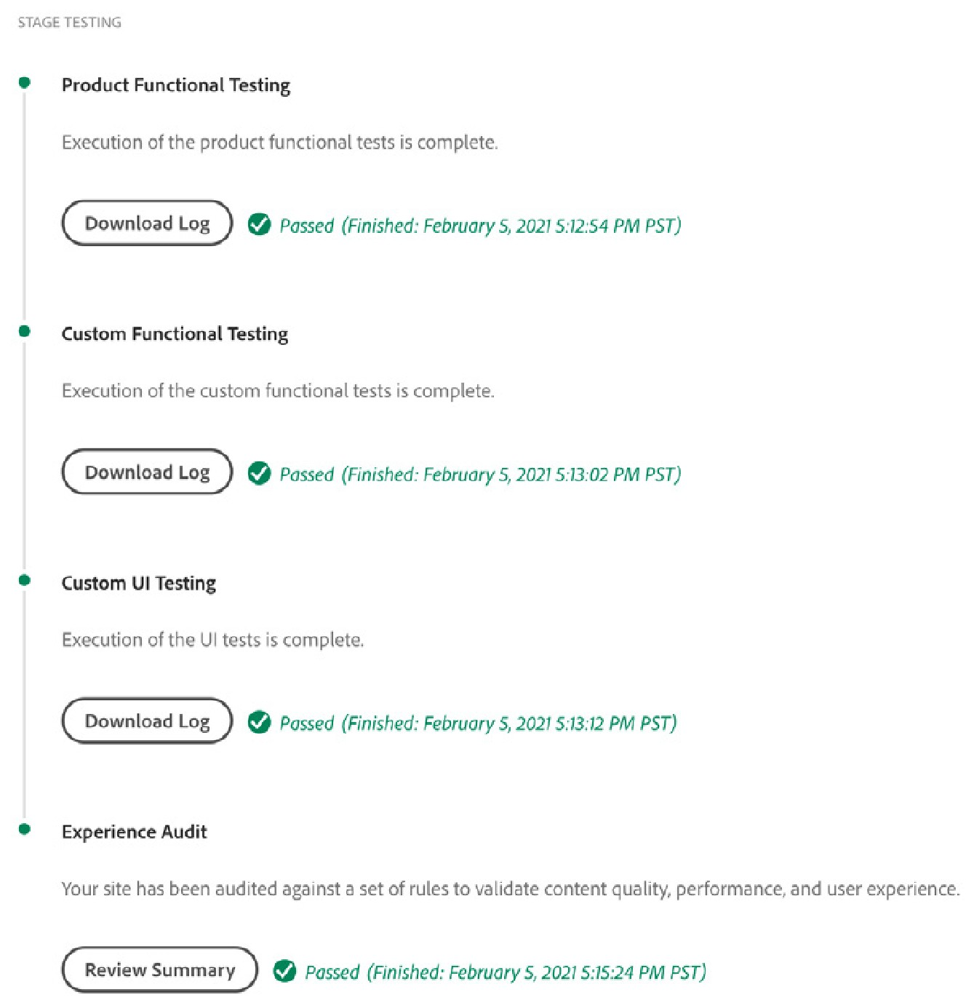 STAGE TESTING
Product Functional Testing
Execution of the product functional tests is complete.
Download Log Passed (Finished: February 5, 2021 5:12:54 PM PST)
Custom Functional Testing
Execution of the custom functional tests is complete.
Download Log Passed (Finished: February 5, 2021 5:13:02 PM PST)
Custom UI Testing
Execution of the UI tests is complete.
Download Log Passed (Finished: February 5, 2021 5:13:12 PM PST)
Experience Audit
Your site has been audited against a set of rules to validate content quality, performance, and user experience.
Review Summary Passed (Finished: February 5, 2021 5:15:24 PM PST)